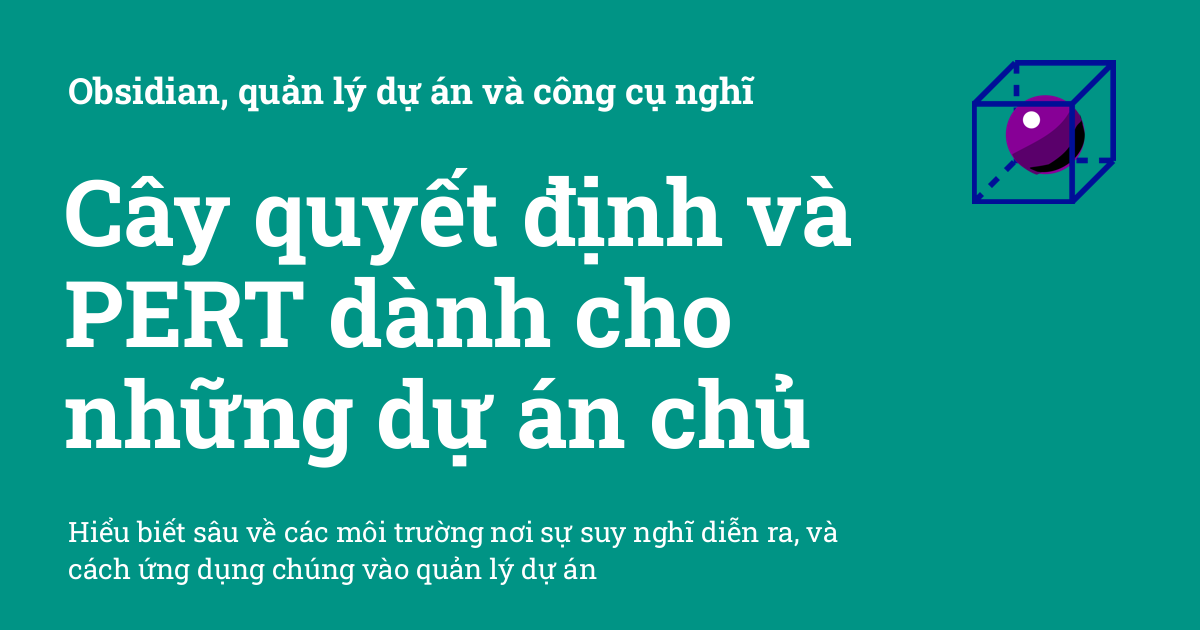 Obsidian, quản lý dự án và công cụ nghĩ
Cây quyết định và
PERT dành cho
những dự án chủ
Hiểu biết sâu về các môi trường nơi sự suy nghĩ diễn ra, và
cách ứng dụng chúng vào quản lý dự án